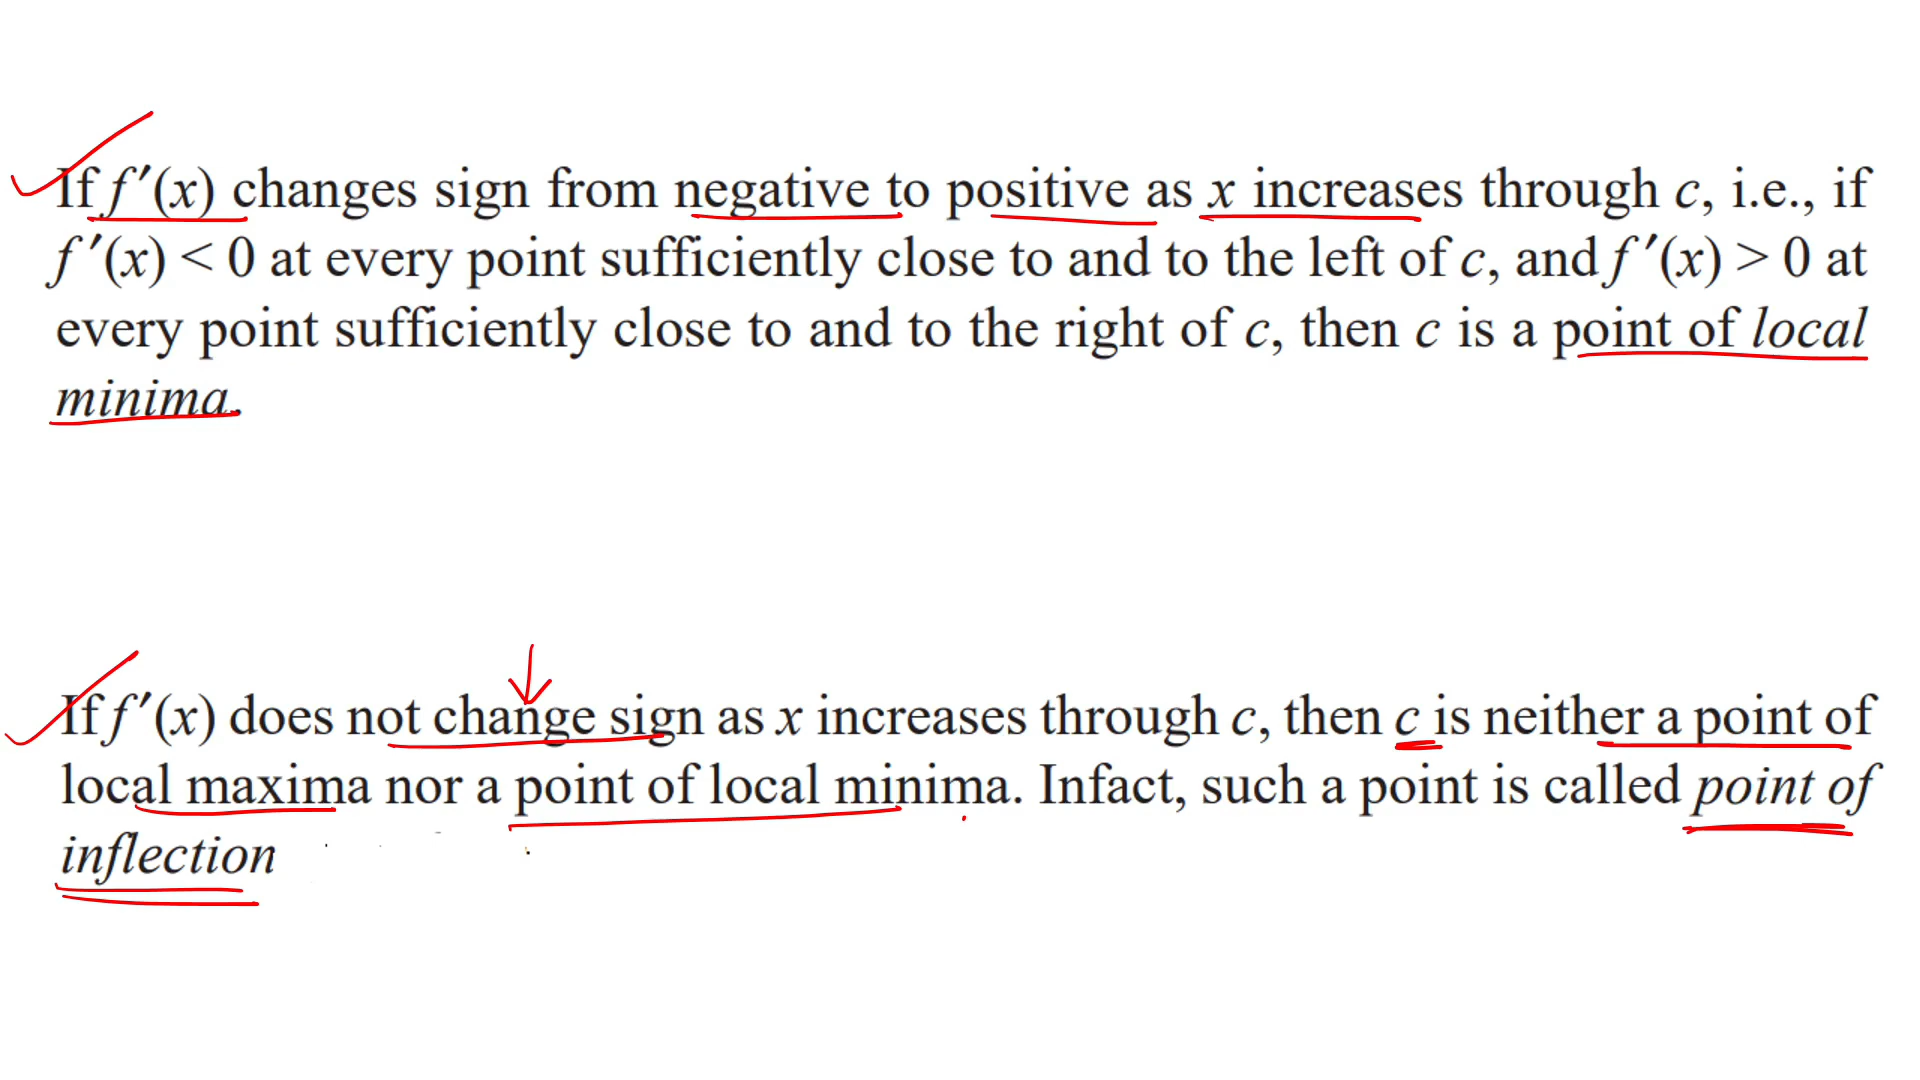 If f ′(x) changes sign from negative to positive as x increases through c, i.e., if
f ′(x) < 0 at every point sufficiently close to and to the left of c, and f ′(x) > 0 at
every point sufficiently close to and to the right of c, then c is a point of local
minima.
If f ′(x) does not change sign as x increases through c, then c is neither a point of
local maxima nor a point of local minima. Infact, such a point is called point of
inflection